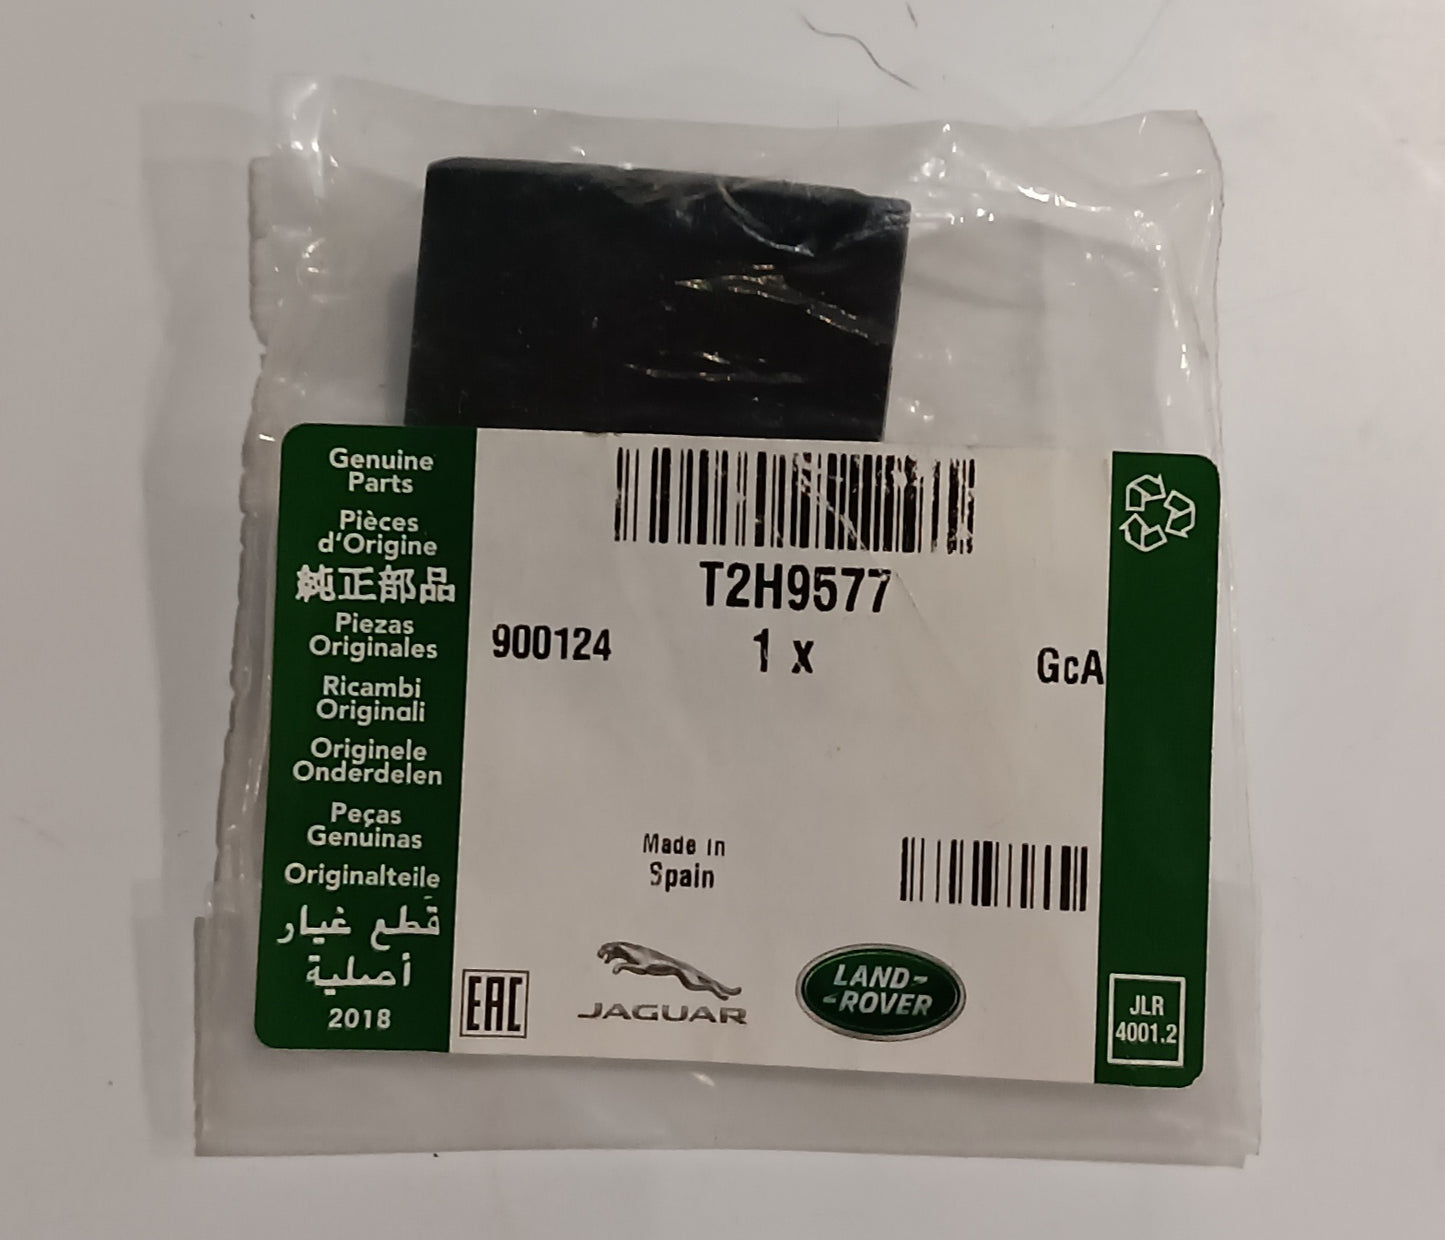 Genuine
Parts
Pièces
d'Origine
純正部品
Piezas
Originales
Ricambi
Originali
Originele
Onderdelen
Peças
Genuinas
Originalteile
قطع غيار
أصلية
2018
T2H9577
900124
1 x
GcA
Made in
Spain
EAC
JAGUAR
LAND-
-ROVER
JLR
4001.2